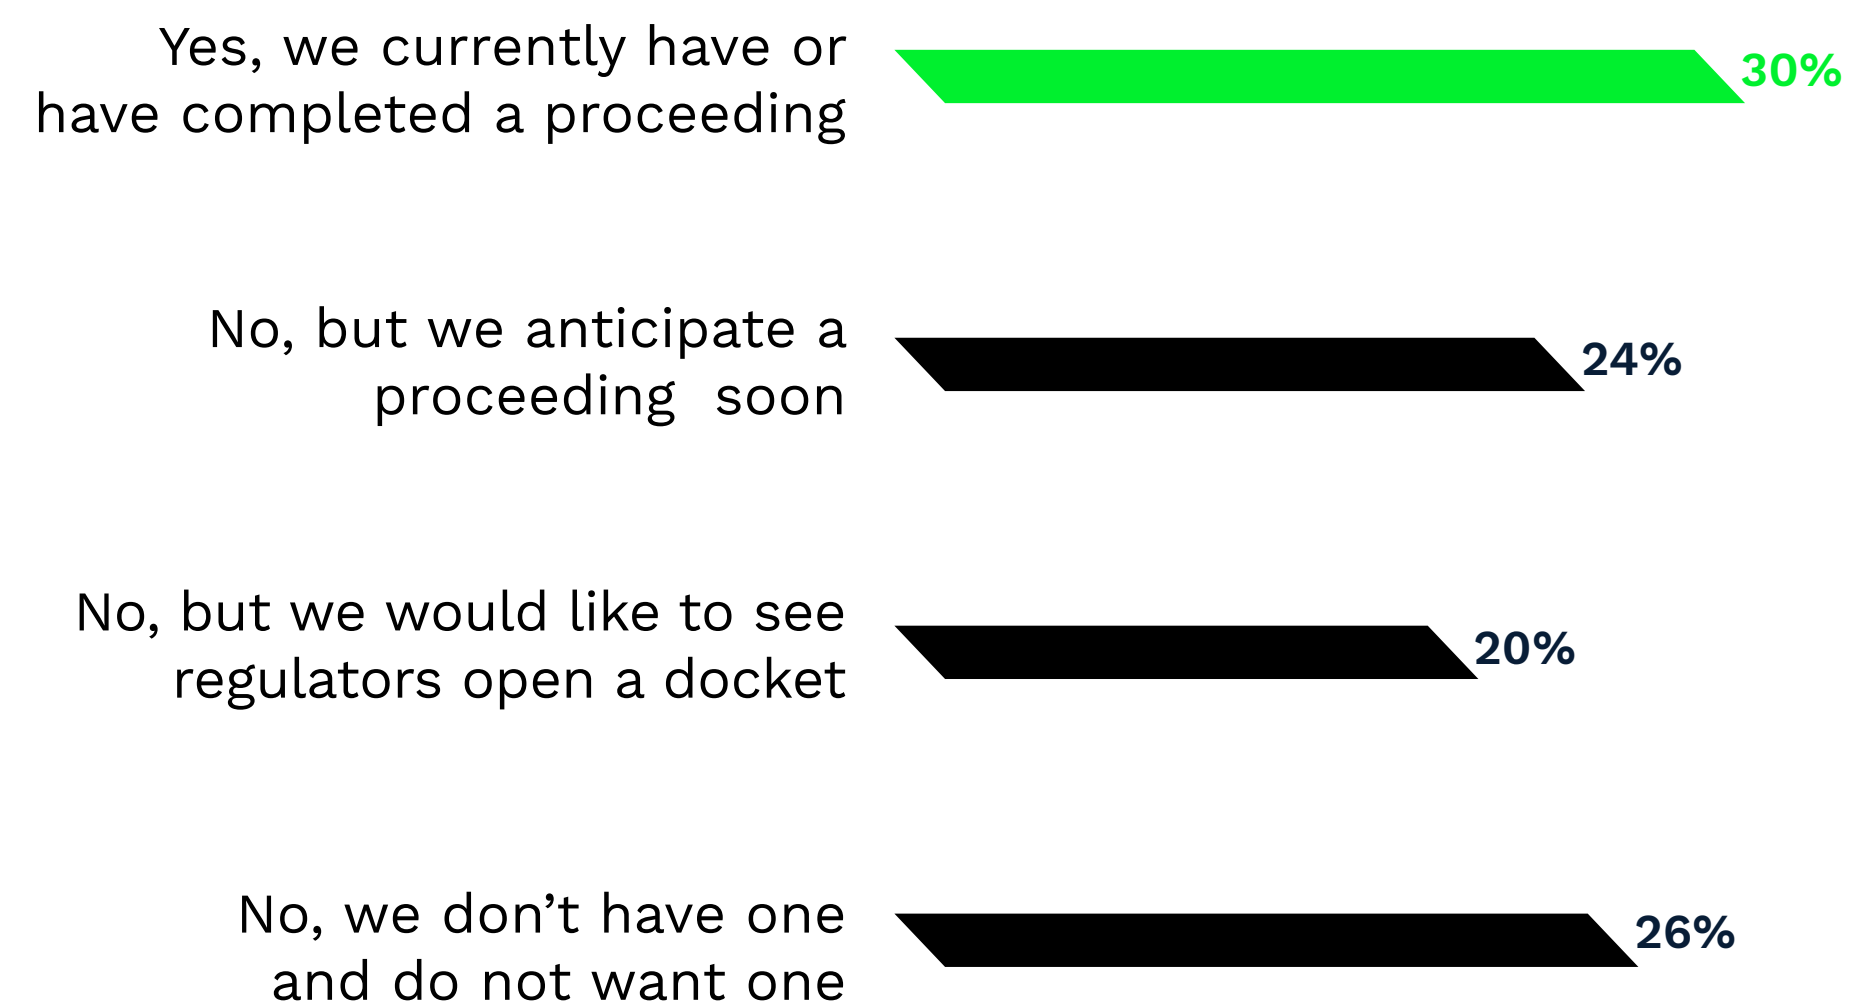 Yes, we currently have or
have completed a proceeding
30%
No, but we anticipate a
proceeding  soon
24%
No, but we would like to see
regulators open a docket
20%
No, we don’t have one
and do not want one
26%